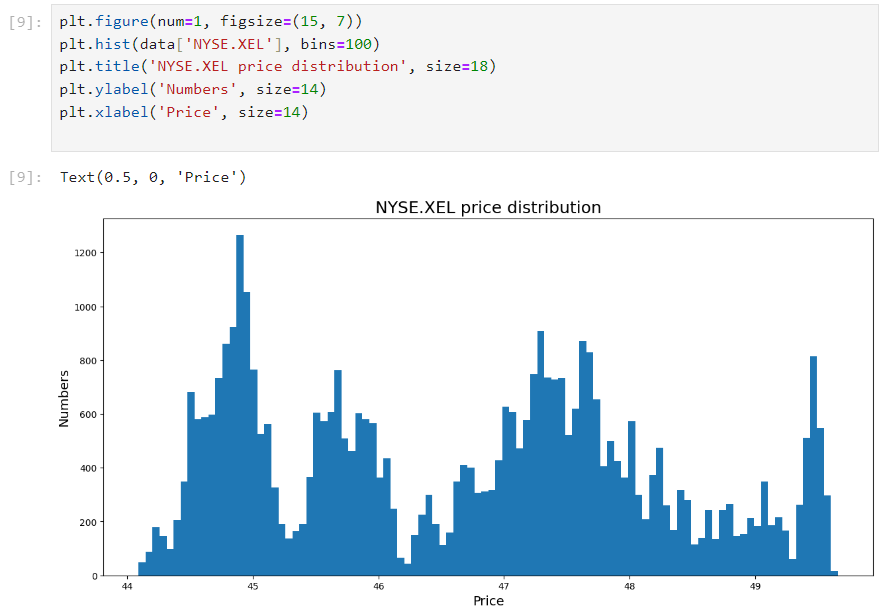 [9]: plt.figure(num=1, figsize=(15, 7))
plt.hist(data['NYSE.XEL'], bins=100)
plt.title('NYSE.XEL price distribution', size=18)
plt.ylabel('Numbers', size=14)
plt.xlabel('Price', size=14)
[9]: Text(0.5, 0, 'Price')
NYSE.XEL price distribution
1200
1000
800
600
400
200
0
Numbers
44 45 46 47 48 49
Price